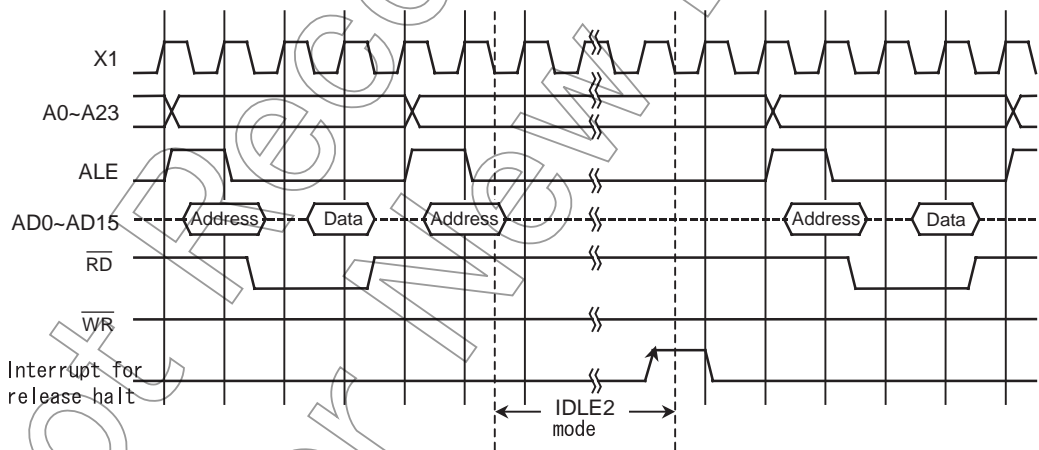 X1
A0~A23
ALE
AD0~AD15 Address Data Address Address Data
RD
WR
Interrupt for
release halt
IDLE2
mode